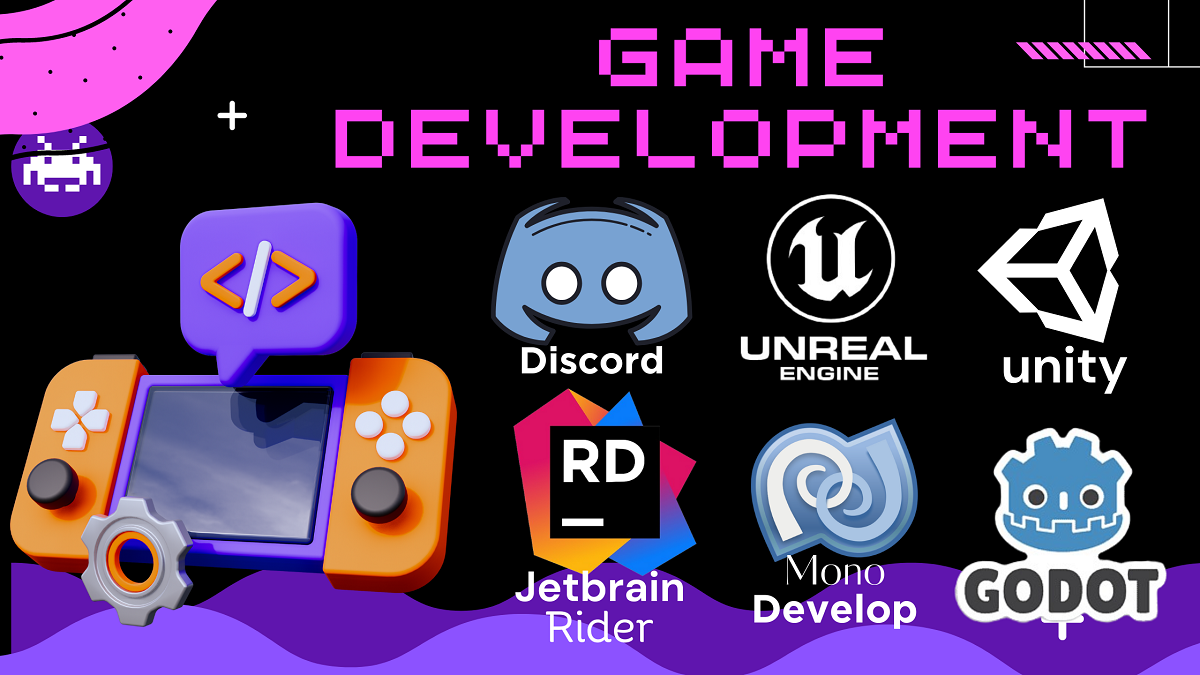 GAME
DEVELOPMENT
</>
Discord
UNREAL
ENGINE
unity
RD
Jetbrain
Rider
Mono
Develop
GODOT